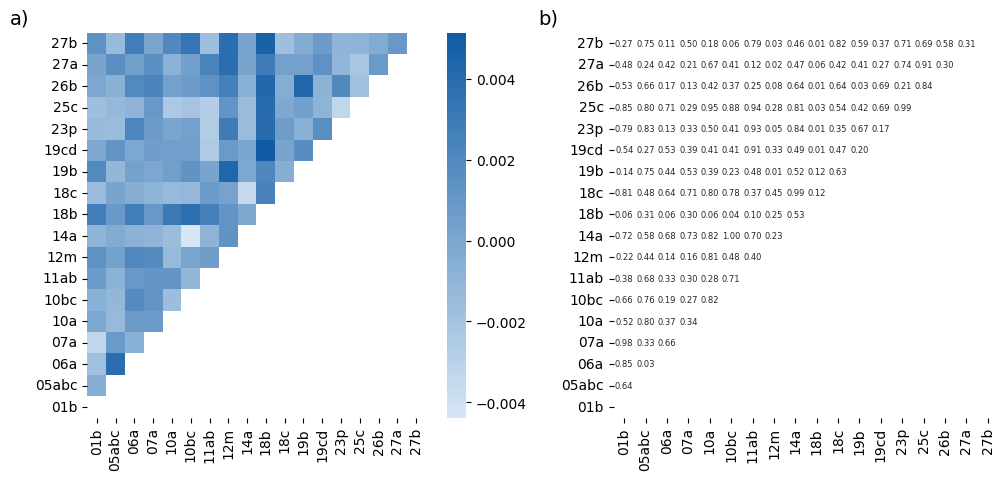 a)
b)
27b
27a
26b
25c
23p
19cd
19b
18c
18b
14a
12m
11ab
10bc
10a
07a
06a
05abc
01b
01b 05abc 06a 07a 10a 10bc 11ab 12m 14a 18b 18c 19b 19cd 23p 25c 26b 27a 27b
0.004
0.002
0.000
−0.002
−0.004
27b 0.27 0.75 0.11 0.50 0.18 0.06 0.79 0.03 0.46 0.01 0.82 0.59 0.37 0.71 0.69 0.58 0.31
27a 0.48 0.24 0.42 0.21 0.67 0.41 0.12 0.02 0.47 0.06 0.42 0.41 0.27 0.74 0.91 0.30
26b 0.53 0.66 0.17 0.13 0.42 0.37 0.25 0.08 0.64 0.01 0.64 0.03 0.69 0.21 0.84
25c 0.85 0.80 0.71 0.29 0.95 0.88 0.94 0.28 0.81 0.03 0.54 0.42 0.69 0.99
23p 0.79 0.83 0.13 0.33 0.50 0.41 0.93 0.05 0.84 0.01 0.35 0.67 0.17
19cd 0.54 0.27 0.53 0.39 0.41 0.41 0.91 0.33 0.49 0.01 0.47 0.20
19b 0.14 0.75 0.44 0.53 0.39 0.23 0.48 0.01 0.52 0.12 0.63
18c 0.81 0.48 0.64 0.71 0.80 0.78 0.37 0.45 0.99 0.12
18b 0.06 0.31 0.06 0.30 0.06 0.04 0.10 0.25 0.53
14a 0.72 0.58 0.68 0.73 0.82 1.00 0.70 0.23
12m 0.22 0.44 0.14 0.16 0.81 0.48 0.40
11ab 0.38 0.68 0.33 0.30 0.28 0.71
10bc 0.66 0.76 0.19 0.27 0.82
10a 0.52 0.80 0.37 0.34
07a 0.98 0.33 0.66
06a 0.85 0.03
05abc 0.64
01b
01b 05abc 06a 07a 10a 10bc 11ab 12m 14a 18b 18c 19b 19cd 23p 25c 26b 27a 27b